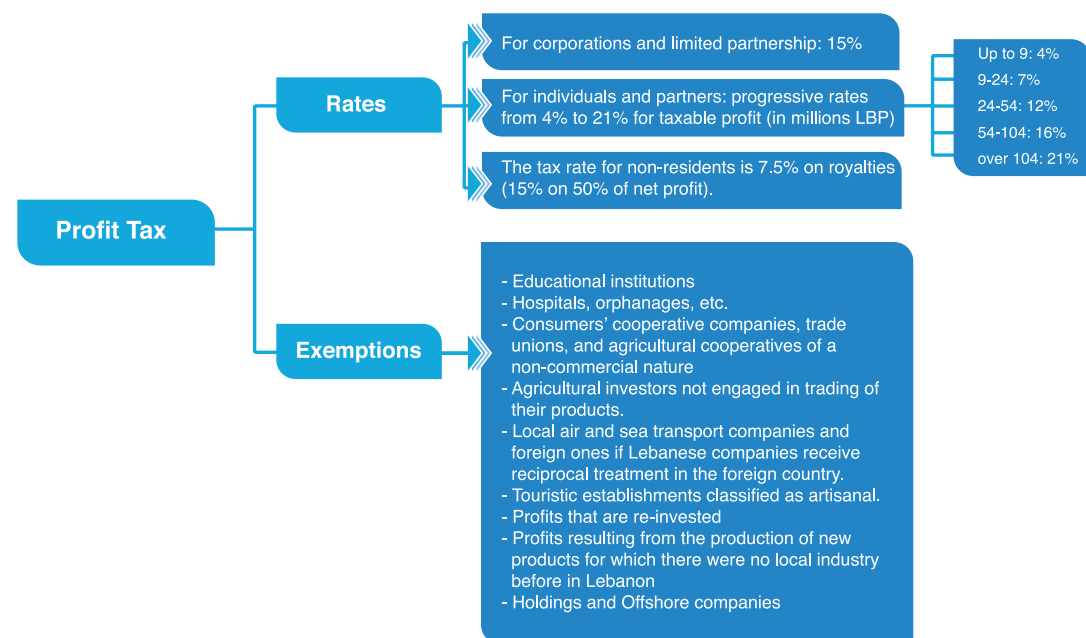 Profit Tax
Rates
For corporations and limited partnership: 15%
For individuals and partners: progressive rates
from 4% to 21% for taxable profit (in millions LBP)
Up to 9: 4%
9-24: 7%
24-54: 12%
54-104: 16%
over 104: 21%
The tax rate for non-residents is 7.5% on royalties
(15% on 50% of net profit).
Exemptions
- Educational institutions
- Hospitals, orphanages, etc.
- Consumers’ cooperative companies, trade
unions, and agricultural cooperatives of a
non-commercial nature
- Agricultural investors not engaged in trading of
their products.
- Local air and sea transport companies and
foreign ones if Lebanese companies receive
reciprocal treatment in the foreign country.
- Touristic establishments classified as artisanal.
- Profits that are re-invested
- Profits resulting from the production of new
products for which there were no local industry
before in Lebanon
- Holdings and Offshore companies